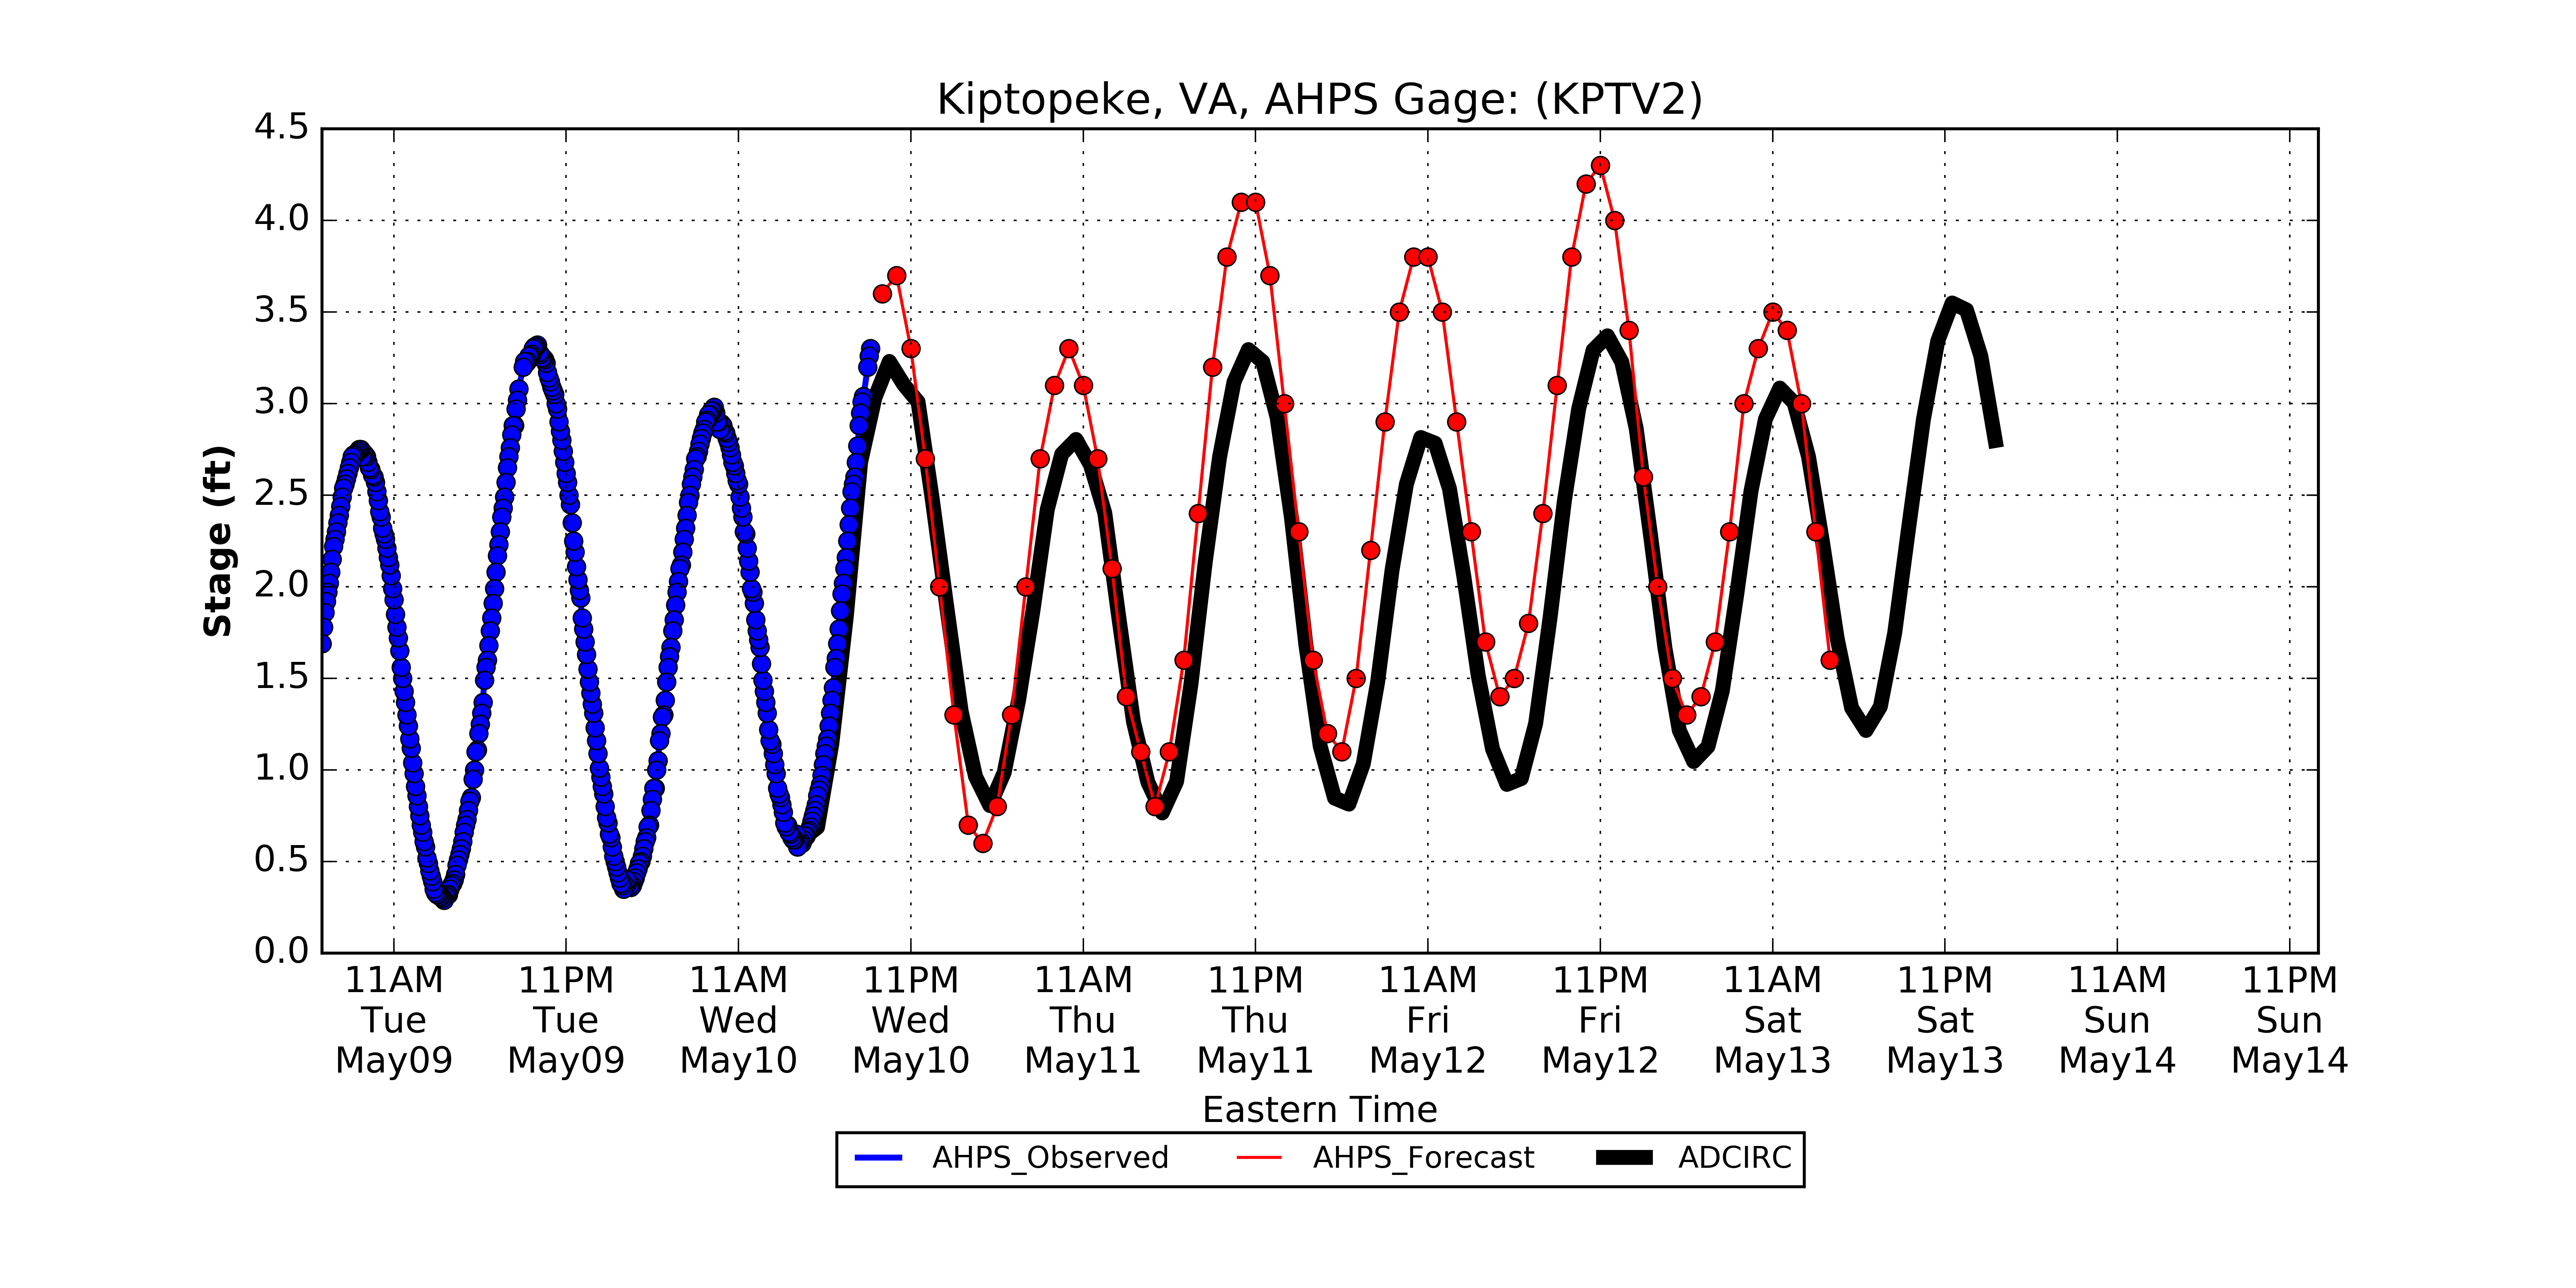 Kiptopeke, VA, AHPS Gage: (KPTV2)
4.5
4.0
3.5
3.0
2.5
2.0
1.5
1.0
0.5
0.0
Stage (ft)
11AM 11PM 11AM 11PM 11AM 11PM 11AM 11PM 11AM 11PM 11AM 11PM
Tue Tue Wed Wed Thu Thu Fri Fri Sat Sat Sun Sun
May09 May09 May10 May10 May11 May11 May12 May12 May13 May13 May14 May14
Eastern Time
AHPS_Observed AHPS_Forecast ADCIRC